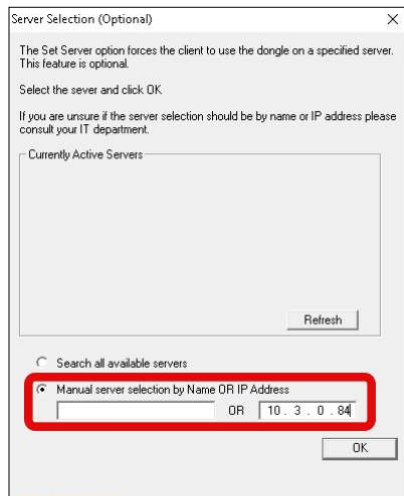 Server Selection (Optional)
The Set Server option forces the client to use the dongle on a specified server.
This feature is optional.
Select the sever and click OK
If you are unsure if the server selection should be by name or IP address please
consult your IT department.
Currently Active Servers
Refresh
Search all available servers
Manual server selection by Name OR IP Address
OR 10 . 3 . 0 . 84
OK